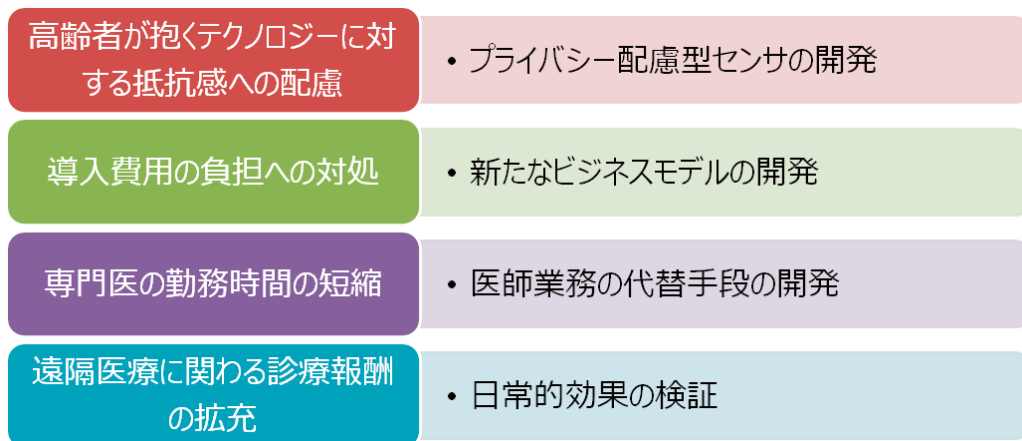 高齢者が抱くテクノロジーに対
する抵抗感への配慮
• プライバシー配慮型センサの開発
導入費用の負担への対処
• 新たなビジネスモデルの開発
専門医の勤務時間の短縮
• 医師業務の代替手段の開発
遠隔医療に関わる診療報酬
の拡充
• 日常的効果の検証